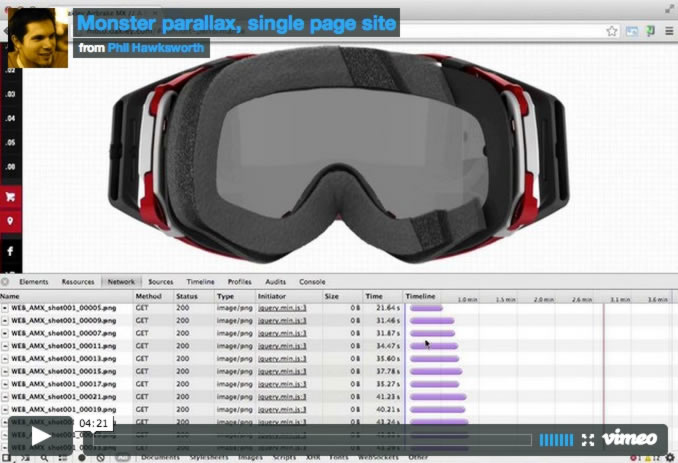 Monster parallax, single page site
from Phil Hawksworth
.02
.03
.04
.05
.06
Elements Resources Network Sources Timeline Profiles Audits Console
Name Method Status Type Initiator Size Time Timeline 1.0 min 1.5 min 2.0 min 2.6 min 3.1 min 3.6 min
WEB_AMX_shot001_00005.png GET 200 image/png jquery.min.js:3 0 B 21.64 s
WEB_AMX_shot001_00009.png GET 200 image/png jquery.min.js:3 0 B 31.46 s
WEB_AMX_shot001_00007.png GET 200 image/png jquery.min.js:3 0 B 31.87 s
WEB_AMX_shot001_00011.png GET 200 image/png jquery.min.js:3 0 B 34.47 s
WEB_AMX_shot001_00013.png GET 200 image/png jquery.min.js:3 0 B 35.60 s
WEB_AMX_shot001_00015.png GET 200 image/png jquery.min.js:3 0 B 37.78 s
WEB_AMX_shot001_00017.png GET 200 image/png jquery.min.js:3 0 B 35.27 s
WEB_AMX_shot001_00021.png GET 200 image/png jquery.min.js:3 0 B 41.23 s
WEB_AMX_shot001_00019.png GET 200 image/png jquery.min.js:3 0 B 40.21 s
GET 200 image/png jquery.min.js:3 0 B 43.24 s
04:21
vimeo
Documents Stylesheets Images Scripts XHR Fonts WebSockets Other